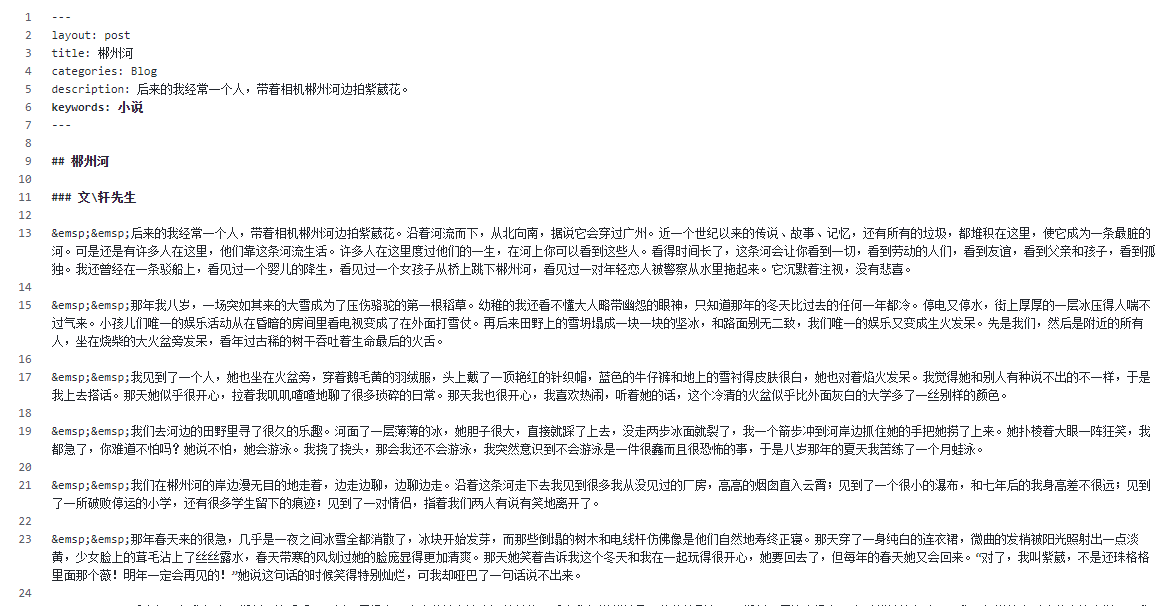 1 ---
2 layout: post
3 title: 郴州河
4 categories: Blog
5 description: 后来的我经常一个人，带着相机郴州河边拍紫葳花。
6 keywords: 小说
7 ---
8
9 ## 郴州河
10
11 ### 文\轩先生
12
13 &emsp;&emsp;后来的我经常一个人，带着相机郴州河边拍紫葳花。沿着河流而下，从北向南，据说它会穿过广州。近一个世纪以来的传说、故事、记忆，还有所有的垃圾，都堆积在这里，使它成为一条最脏的
河。可是还是有许多人在这里，他们靠这条河流生活。许多人在这里度过他们的一生，在河上你可以看到这些人。看得时间长了，这条河会让你看到一切，看到劳动的人们，看到友谊，看到父亲和孩子，看到孤
独。我还曾经在一条驳船上，看见过一个婴儿的降生，看见过一个女孩子从桥上跳下郴州河，看见过一对年轻恋人被警察从水里拖起来。它沉默着注视，没有悲喜。
14
15 &emsp;&emsp;那年我八岁，一场突如其来的大雪成为了压伤骆驼的第一根稻草。幼稚的我还看不懂大人略带幽怨的眼神，只知道那年的冬天比过去的任何一年都冷。停电又停水，街上厚厚的一层冰压得人喘不
过气来。小孩儿们唯一的娱乐活动从在昏暗的房间里看电视变成了在外面打雪仗。再后来田野上的雪坍塌成一块一块的坚冰，和路面别无二致，我们唯一的娱乐又变成生火发呆。先是我们，然后是附近的所有
人，坐在烧柴的大火盆旁发呆，看年过古稀的树干吞吐着生命最后的火舌。
16
17 &emsp;&emsp;我见到了一个人，她也坐在火盆旁，穿着鹅毛黄的羽绒服，头上戴了一顶艳红的针织帽，蓝色的牛仔裤和地上的雪衬得皮肤很白，她也对着焰火发呆。我觉得她和别人有种说不出的不一样，于是
我上去搭话。那天她似乎很开心，拉着我叽叽喳喳地聊了很多琐碎的日常。那天我也很开心，我喜欢热闹，听着她的话，这个冷清的火盆似乎比外面灰白的大学多了一丝别样的颜色。
18
19 &emsp;&emsp;我们去河边的田野里寻了很久的乐趣。河面了一层薄薄的冰，她胆子很大，直接就踩了上去，没走两步冰面就裂了，我一个箭步冲到河岸边抓住她的手把她捞了上来。她扑棱着大眼一阵狂笑，我
都急了，你难道不怕吗？她说不怕，她会游泳。我挠了挠头，那会我还不会游泳，我突然意识到不会游泳是一件很蠢而且很恐怖的事，于是八岁那年的夏天我苦练了一个月蛙泳。
20
21 &emsp;&emsp;我们在郴州河的岸边漫无目的地走着，边走边聊，边聊边走。沿着这条河走下去我见到很多我从没见过的厂房，高高的烟囱直入云霄；见到了一个很小的瀑布，和七年后的我身高差不很远；见到
了一所破败停运的小学，还有很多学生留下的痕迹；见到了一对情侣，指着我们两人有说有笑地离开了。
22
23 &emsp;&emsp;那年春天来的很急，几乎是一夜之间冰雪全都消散了，冰块开始发芽，而那些倒塌的树木和电线杆仿佛像是他们自然地寿终正寝。那天穿了一身纯白的连衣裙，微曲的发梢被阳光照射出一点淡
黄，少女脸上的茸毛沾上了丝丝露水，春天带寒的风划过她的脸庞显得更加清爽。那天她笑着告诉我这个冬天和我在一起玩得很开心，她要回去了，但每年的春天她又会回来。“对了，我叫紫葳，不是还珠格格
里面那个薇！明年一定会再见的！”她说这句话的时候笑得特别灿烂，可我却哑巴了一句话说不出来。
24